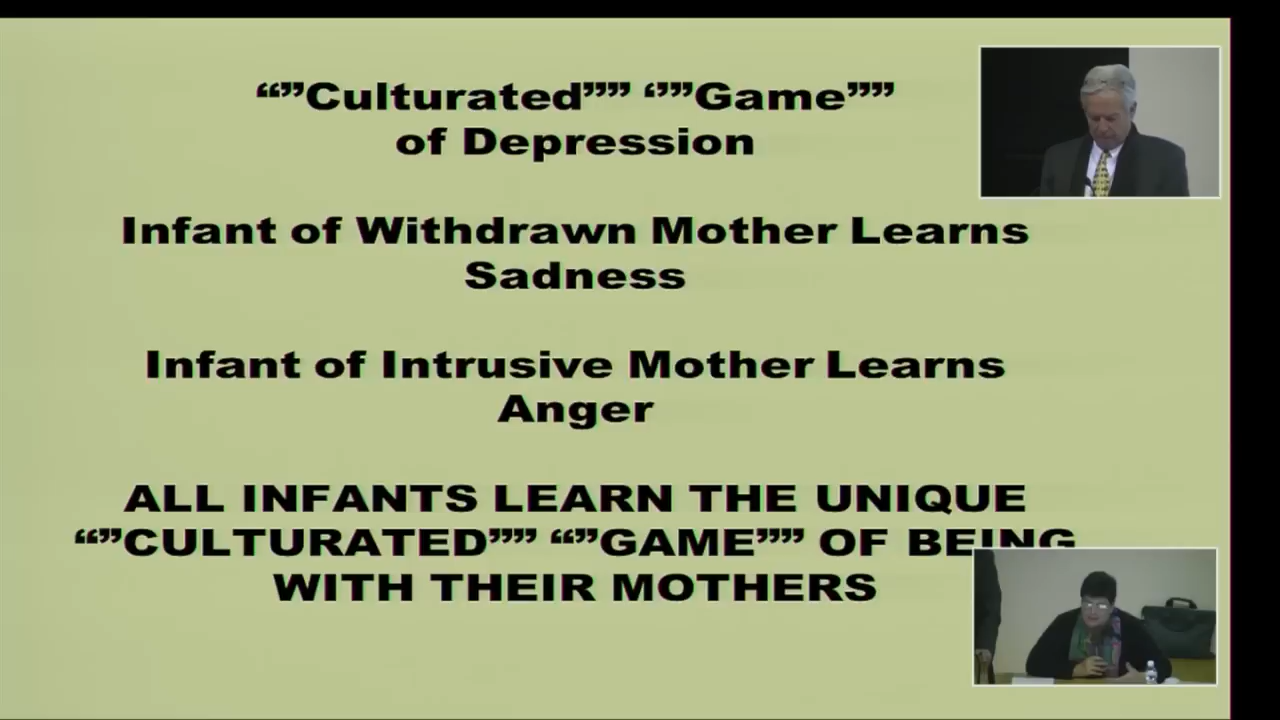 “”Culturated”” ‘””Game””
of Depression
Infant of Withdrawn Mother Learns
Sadness
Infant of Intrusive Mother Learns
Anger
ALL INFANTS LEARN THE UNIQUE
“”CULTURATED”” “”GAME”” OF BEING
WITH THEIR MOTHERS